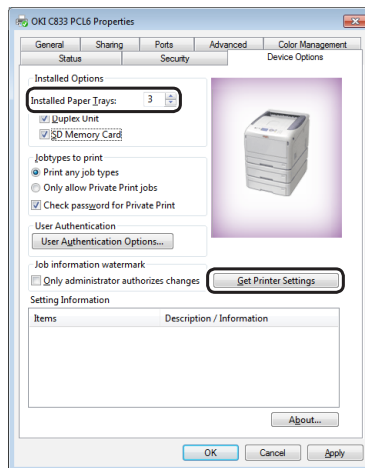 OKI C833 PCL6 Properties
General Sharing Ports Advanced Color Management
Status Security Device Options
Installed Options
Installed Paper Trays: 3
Duplex Unit
SD Memory Card
Jobtypes to print
Print any job types
Only allow Private Print jobs
Check password for Private Print
User Authentication
User Authentication Options...
Job information watermark
Only administrator authorizes changes Get Printer Settings
Setting Information
Items Description / Information
About...
OK Cancel Apply